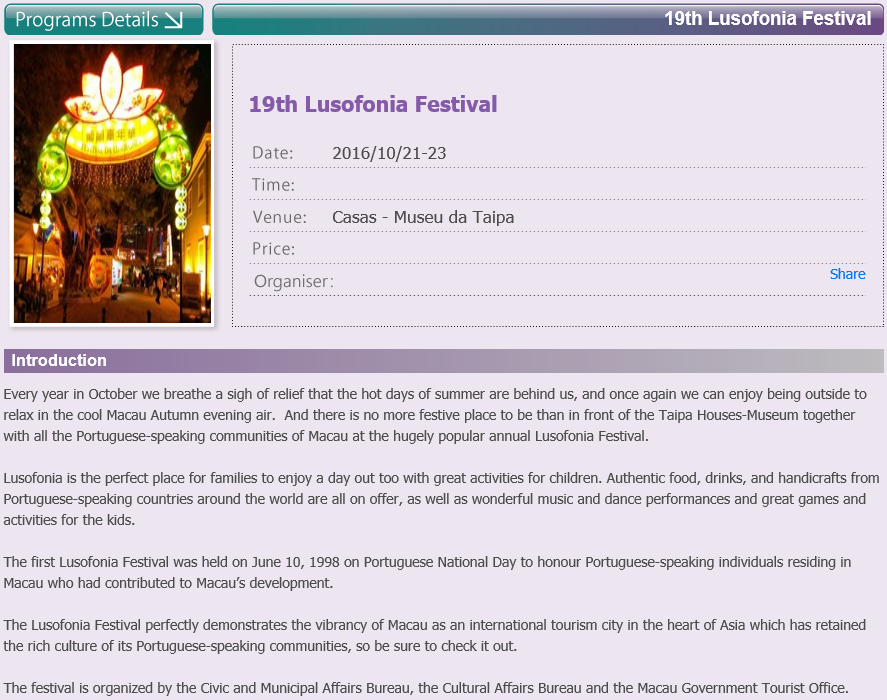 Programs Details
19th Lusofonia Festival
19th Lusofonia Festival
Date: 2016/10/21-23
Time:
Venue: Casas - Museu da Taipa
Price:
Organiser:
Share
Introduction
Every year in October we breathe a sigh of relief that the hot days of summer are behind us, and once again we can enjoy being outside to
relax in the cool Macau Autumn evening air.  And there is no more festive place to be than in front of the Taipa Houses-Museum together
with all the Portuguese-speaking communities of Macau at the hugely popular annual Lusofonia Festival.
Lusofonia is the perfect place for families to enjoy a day out too with great activities for children. Authentic food, drinks, and handicrafts from
Portuguese-speaking countries around the world are all on offer, as well as wonderful music and dance performances and great games and
activities for the kids.
The first Lusofonia Festival was held on June 10, 1998 on Portuguese National Day to honour Portuguese-speaking individuals residing in
Macau who had contributed to Macau’s development.
The Lusofonia Festival perfectly demonstrates the vibrancy of Macau as an international tourism city in the heart of Asia which has retained
the rich culture of its Portuguese-speaking communities, so be sure to check it out.
The festival is organized by the Civic and Municipal Affairs Bureau, the Cultural Affairs Bureau and the Macau Government Tourist Office.